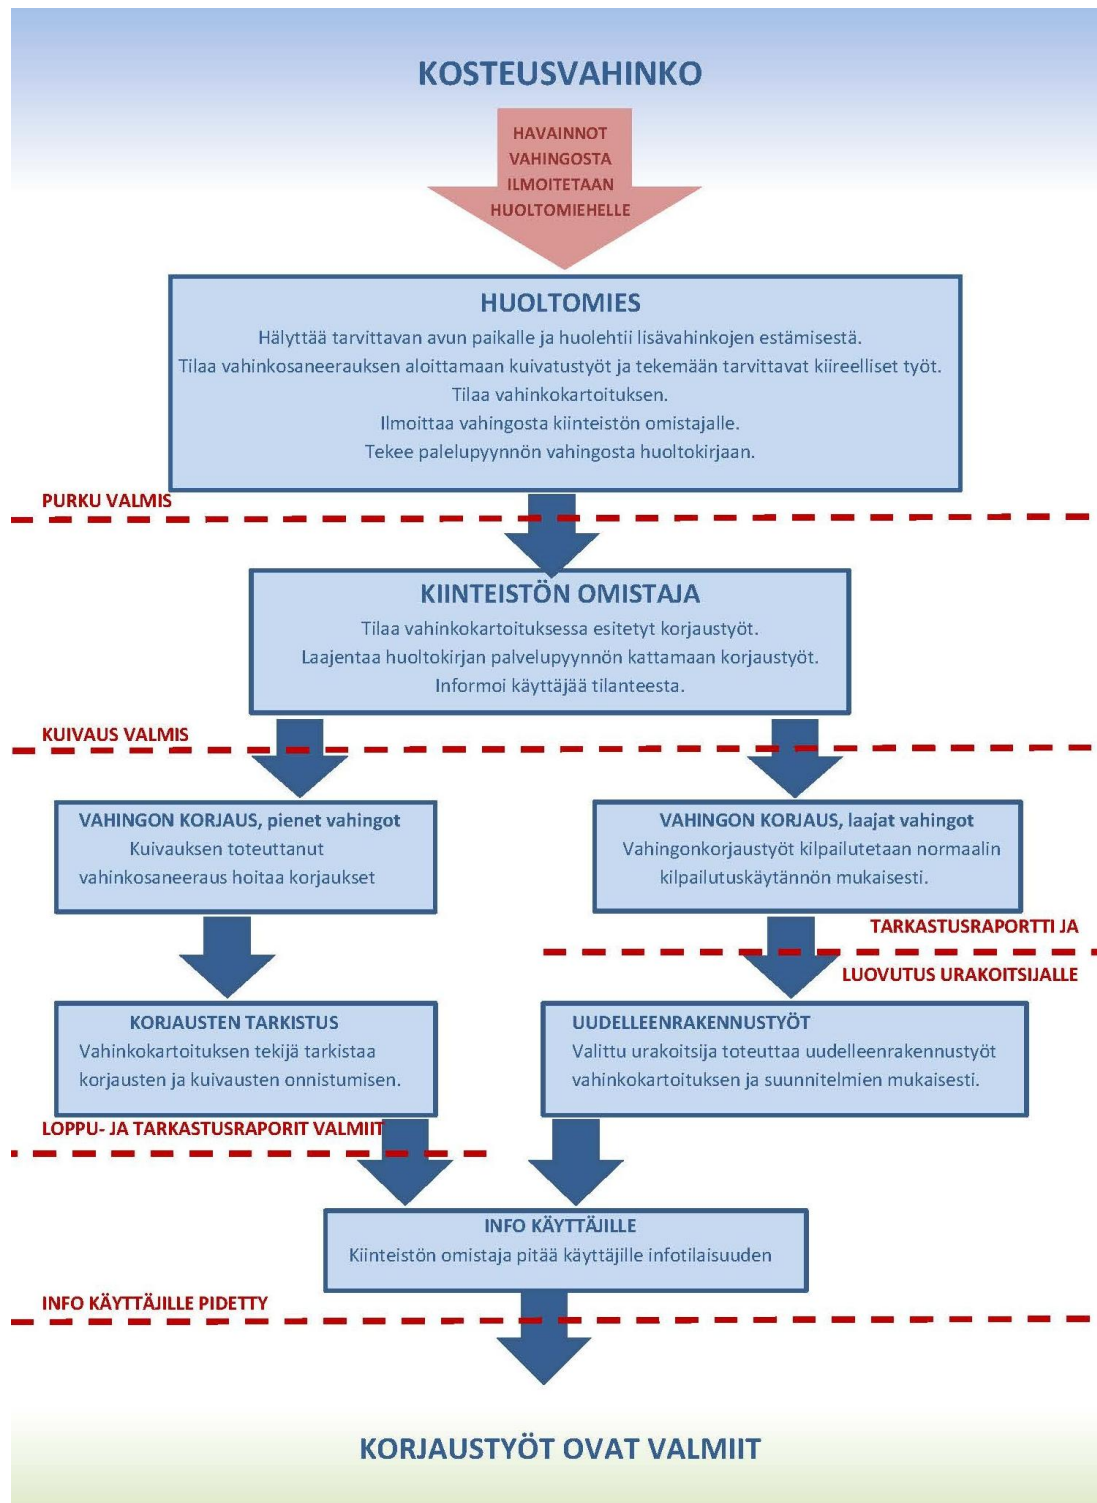 KOSTEUSVAHINKO
HAVAINNOT
VAHINGOSTA
ILMOITETAAN
HUOLTOMIEHELLE
HUOLTOMIES
Hälyttää tarvittavan avun paikalle ja huolehtii lisävahinkojen estämisestä.
Tilaa vahinkosaneerauksen aloittamaan kuivatustyöt ja tekemään tarvittavat kiireelliset työt.
Tilaa vahinkokartoituksen.
Ilmoittaa vahingosta kiinteistön omistajalle.
Tekee palelupyynnön vahingosta huoltokirjaan.
PURKU VALMIS
KIINTEISTÖN OMISTAJA
Tilaa vahinkokartoituksessa esitetyt korjaustyöt.
Laajentaa huoltokirjan palvelupyynnön kattamaan korjaustyöt.
Informoi käyttäjää tilanteesta.
KUIVAUS VALMIS
VAHINGON KORJAUS, pienet vahingot
Kuivauksen toteuttanut
vahinkosaneeraus hoitaa korjaukset
VAHINGON KORJAUS, laajat vahingot
Vahingonkorjaustyöt kilpailutetaan normaalin
kilpailutuskäytännön mukaisesti.
TARKASTUSRAPORTTI JA
LUOVUTUS URAKOITSIJALLE
KORJAUSTEN TARKISTUS
Vahinkokartoituksen tekijä tarkistaa
korjausten ja kuivausten onnistumisen.
UUDELLEENRAKENNUSTYÖT
Valittu urakoitsija toteuttaa uudelleenrakennustyöt
vahinkokartoituksen ja suunnitelmien mukaisesti.
LOPPU- JA TARKASTUSRAPORIT VALMIIT
INFO KÄYTTÄJILLE
Kiinteistön omistaja pitää käyttäjille infotilaisuuden
INFO KÄYTTÄJILLE PIDETTY
KORJAUSTYÖT OVAT VALMIIT